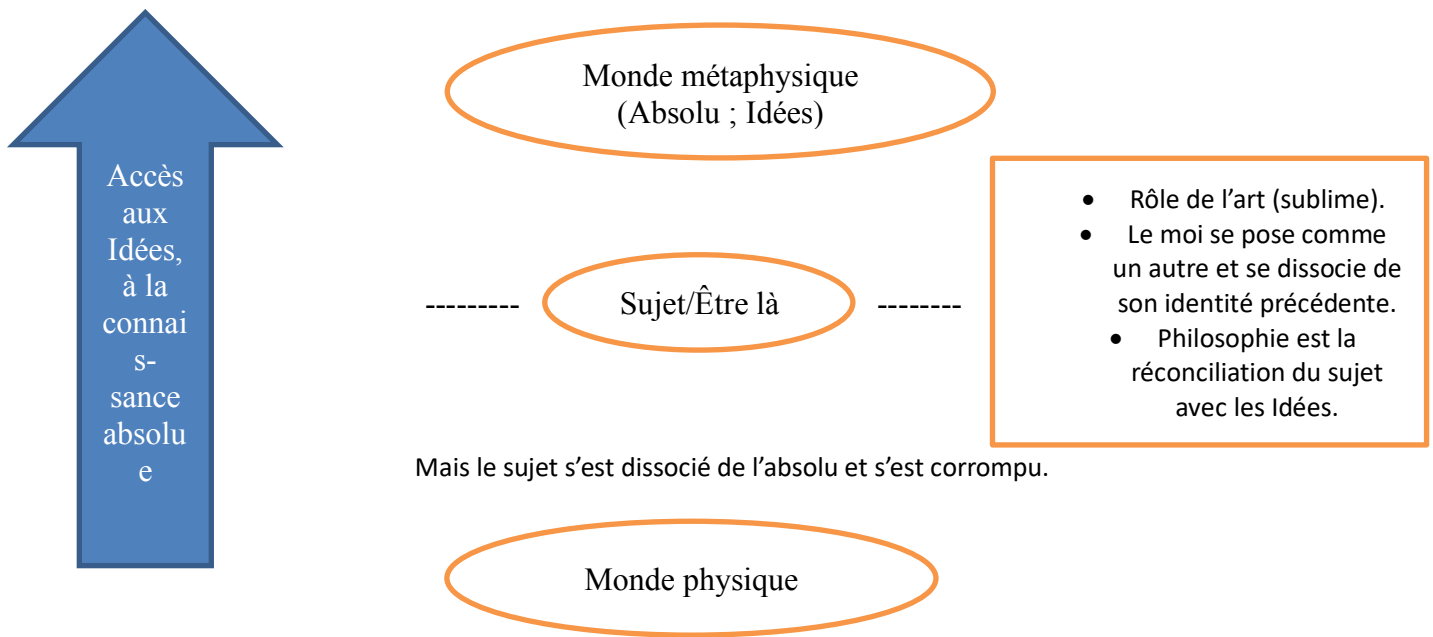 Accès
aux
Idées,
à la
connai
s-
sance
absolu
e
Monde métaphysique
(Absolu ; Idées)
--------- Sujet/Être là --------
• Rôle de l’art (sublime).
• Le moi se pose comme
un autre et se dissocie de
son identité précédente.
• Philosophie est la
réconciliation du sujet
avec les Idées.
Mais le sujet s’est dissocié de l’absolu et s’est corrompu.
Monde physique